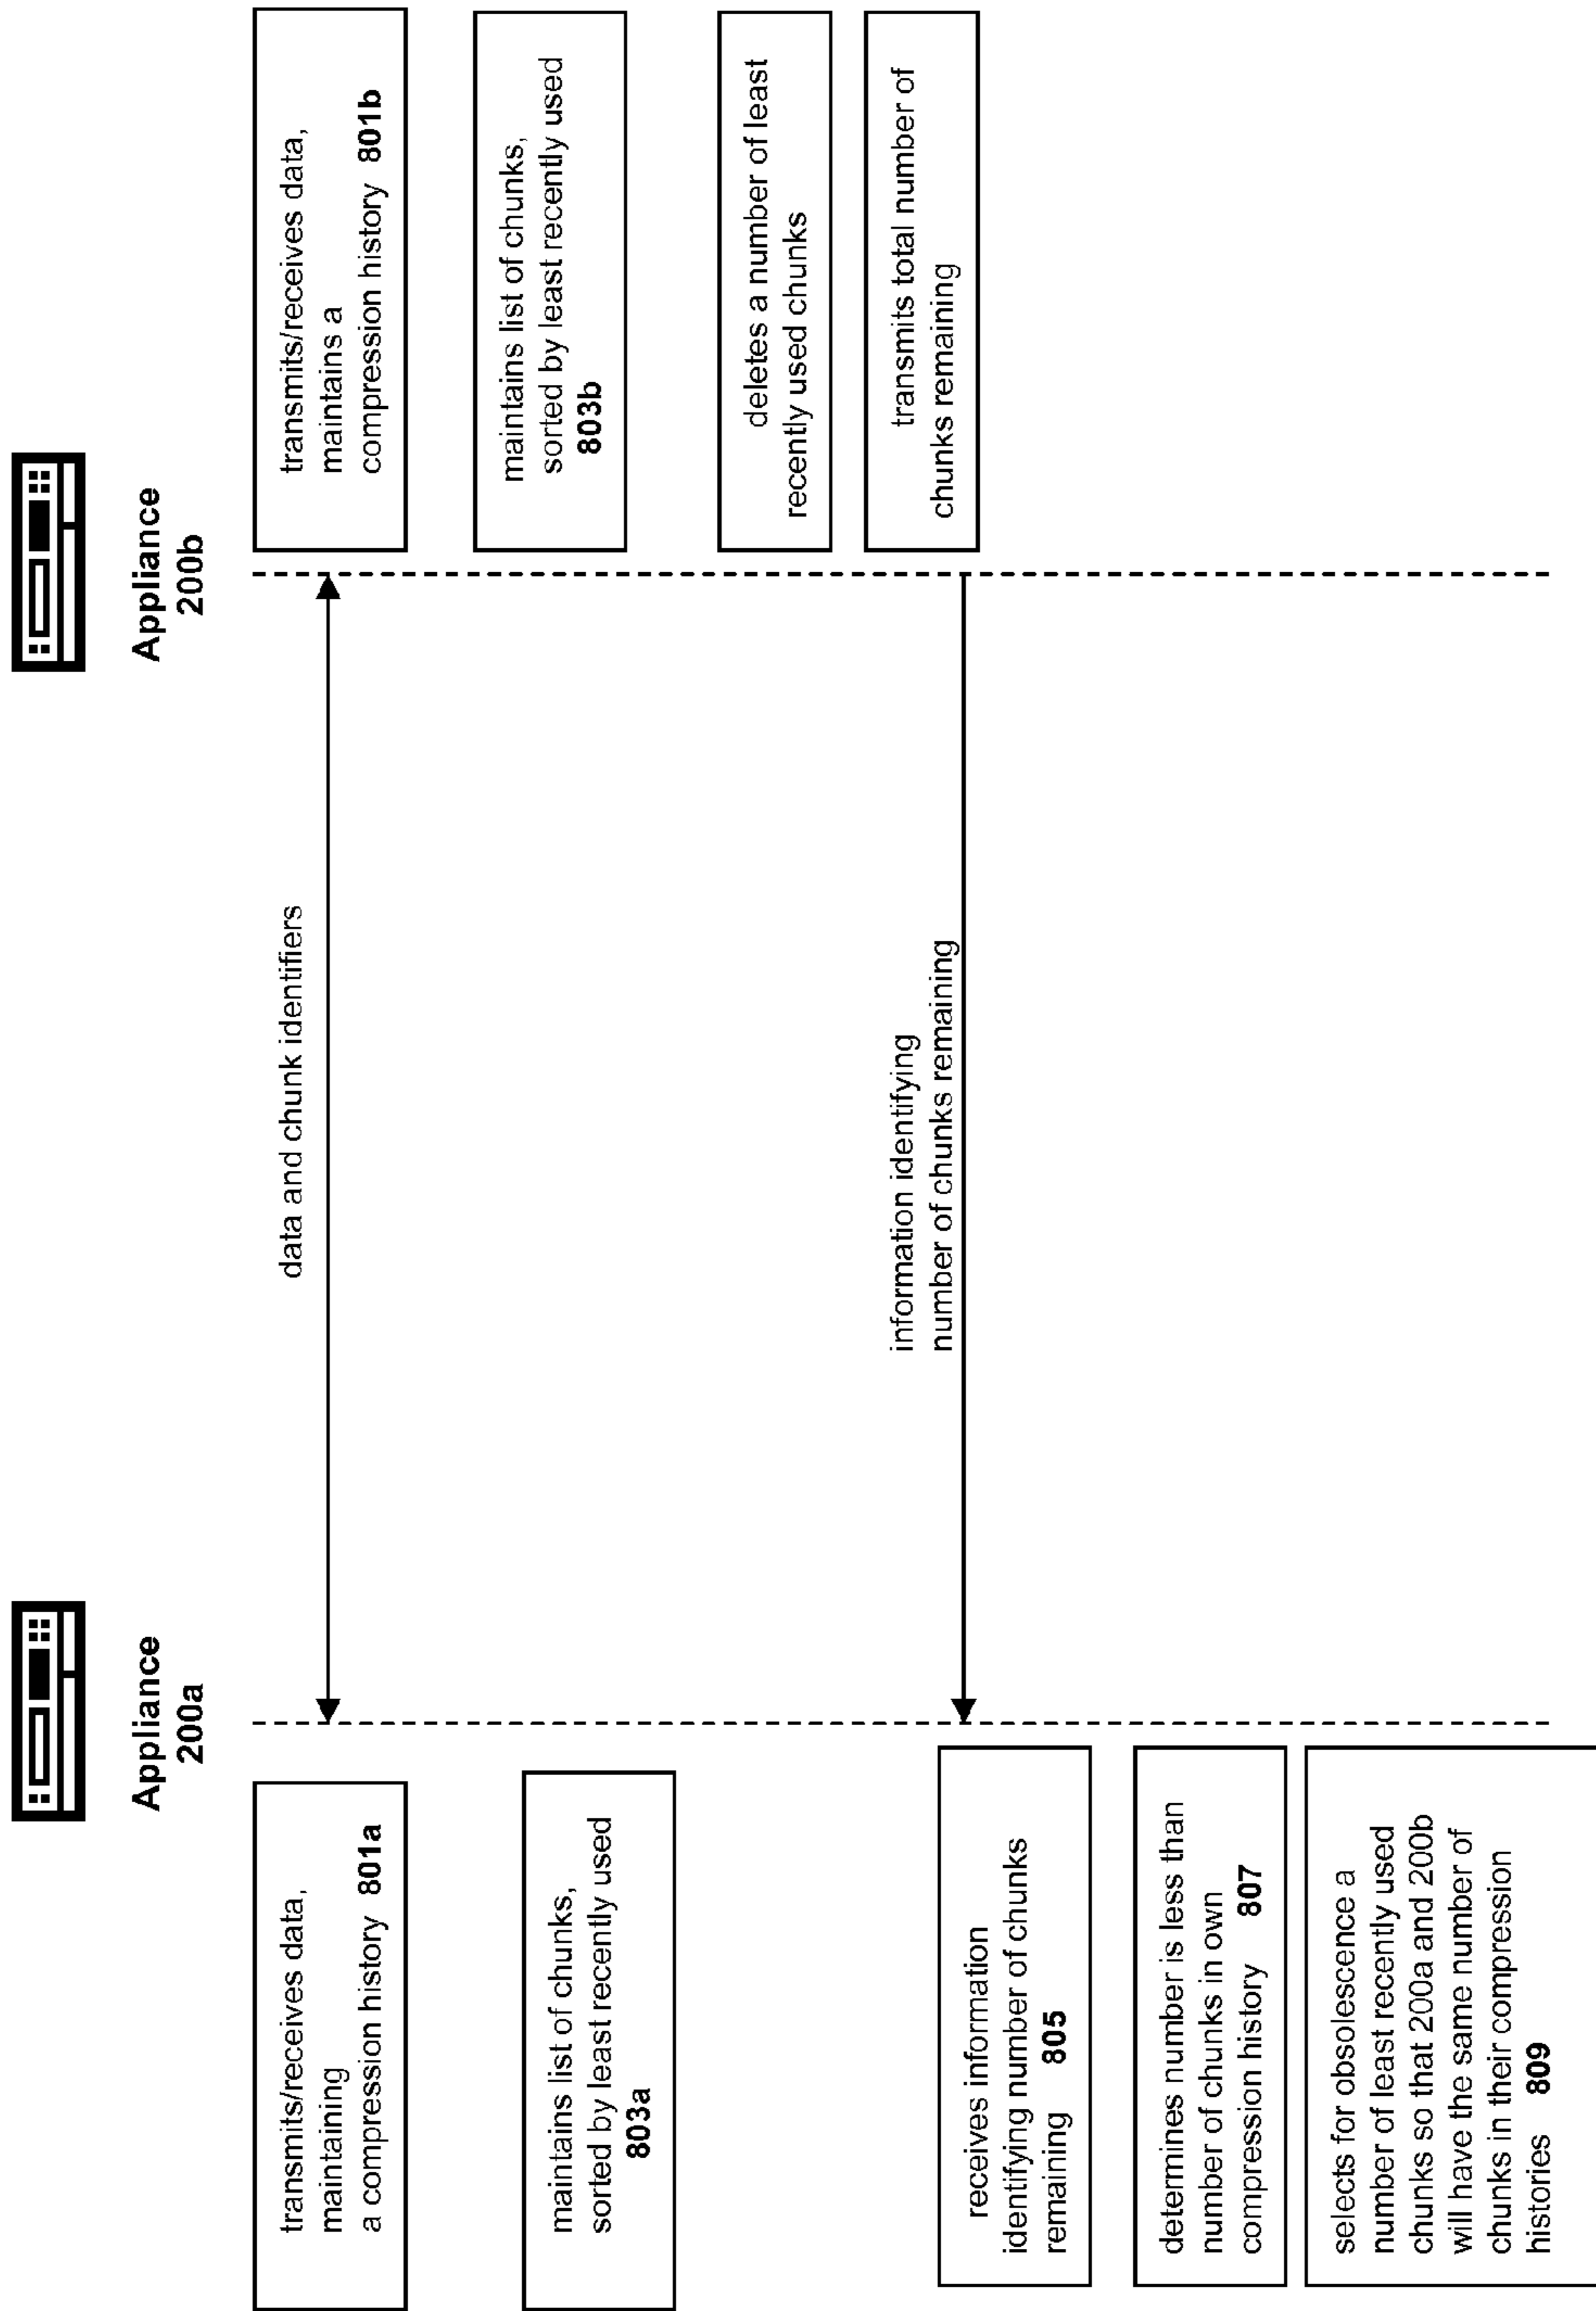 Appliance
200a
Appliance
200b
transmits/receives data,
maintaining
a compression history 801a
data and chunk identifiers
transmits/receives data,
maintains a
compression history 801b
maintains list of chunks,
sorted by least recently used
803a
maintains list of chunks,
sorted by least recently used
803b
deletes a number of least
recently used chunks
transmits total number of
chunks remaining
information identifying
number of chunks remaining
receives information
identifying number of chunks
remaining 805
determines number is less than
number of chunks in own
compression history 807
selects for obsolescence a
number of least recently used
chunks so that 200a and 200b
will have the same number of
chunks in their compression
histories 809